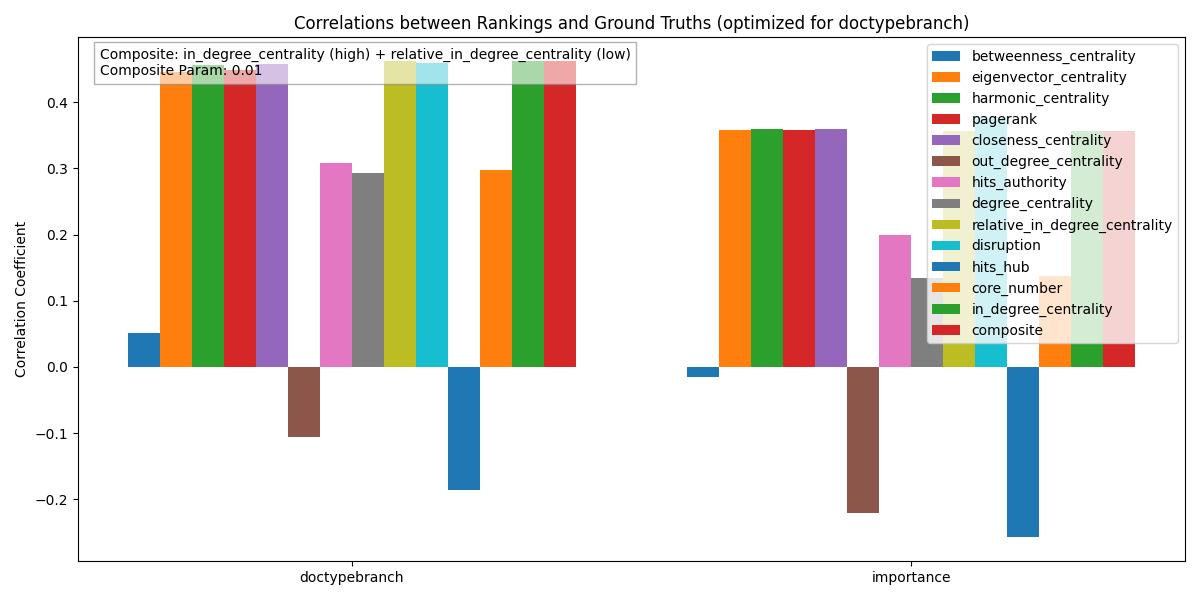 Correlations between Rankings and Ground Truths (optimized for doctypebranch)
Composite: in_degree_centrality (high) + relative_in_degree_centrality (low)
Composite Param: 0.01
betweenness_centrality
eigenvector_centrality
harmonic_centrality
pagerank
closeness_centrality
out_degree_centrality
hits_authority
degree_centrality
relative_in_degree_centrality
disruption
hits_hub
core_number
in_degree_centrality
composite
Correlation Coefficient
0.4
0.3
0.2
0.1
0.0
−0.1
−0.2
doctypebranch
importance